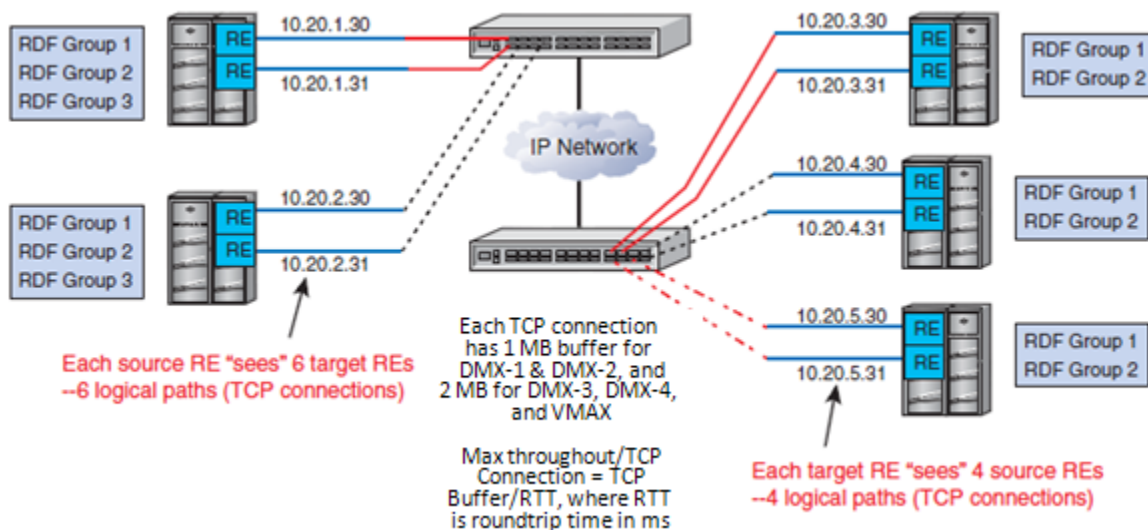 RDF Group 1
RDF Group 2
RDF Group 3
RE
RE
10.20.1.30
10.20.1.31
RDF Group 1
RDF Group 2
RDF Group 3
RE
RE
10.20.2.30
10.20.2.31
Each source RE “sees” 6 target REs
--6 logical paths (TCP connections)
IP Network
Each TCP connection
has 1 MB buffer for
DMX-1 & DMX-2, and
2 MB for DMX-3, DMX-4,
and VMAX
Max throughout/TCP
Connection = TCP
Buffer/RTT, where RTT
is roundtrip time in ms
10.20.3.30
10.20.3.31
RE
RE
RDF Group 1
RDF Group 2
10.20.4.30
10.20.4.31
RE
RE
RDF Group 1
RDF Group 2
10.20.5.30
10.20.5.31
RE
RE
RDF Group 1
RDF Group 2
Each target RE “sees” 4 source REs
--4 logical paths (TCP connections)